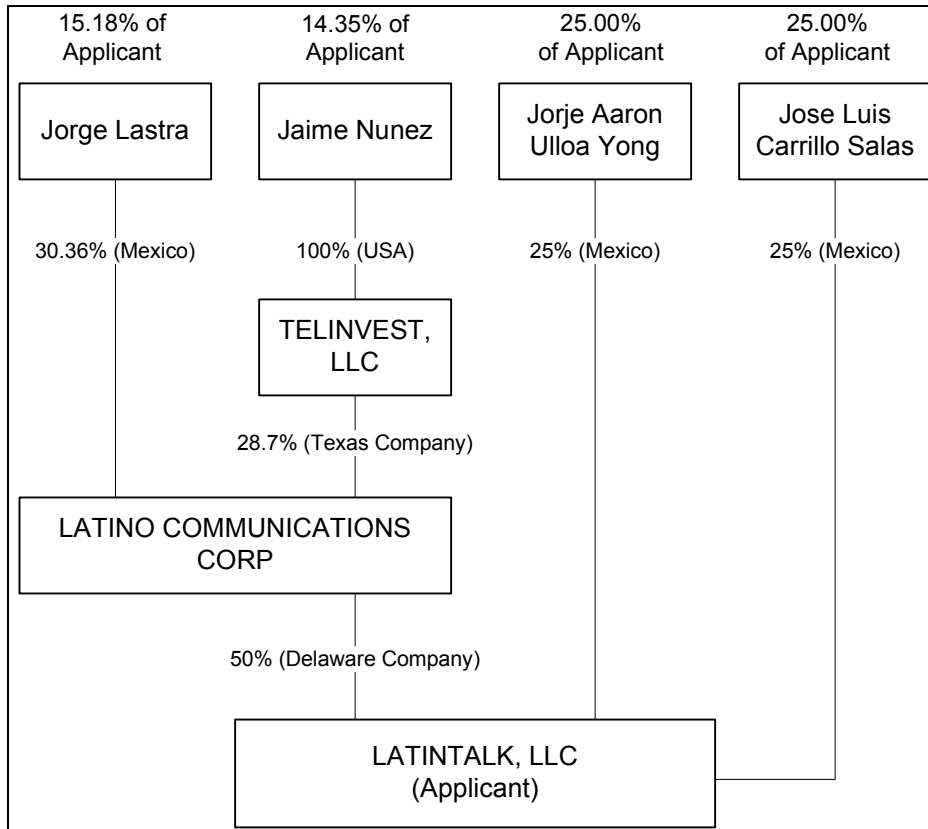 15.18% of
Applicant
14.35% of
Applicant
25.00%
of Applicant
25.00%
of Applicant
Jorge Lastra
Jaime Nunez
Jorje Aaron
Ulloa Yong
Jose Luis
Carrillo Salas
30.36% (Mexico)
100% (USA)
25% (Mexico)
25% (Mexico)
TELINVEST,
LLC
28.7% (Texas Company)
LATINO COMMUNICATIONS
CORP
50% (Delaware Company)
LATINTALK, LLC
(Applicant)